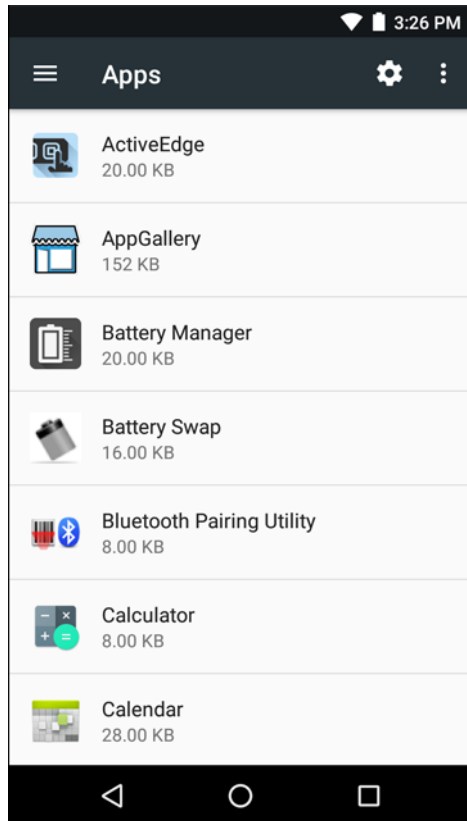 3:26 PM
Apps
ActiveEdge
20.00 KB
AppGallery
152 KB
Battery Manager
20.00 KB
Battery Swap
16.00 KB
Bluetooth Pairing Utility
8.00 KB
Calculator
8.00 KB
Calendar
28.00 KB